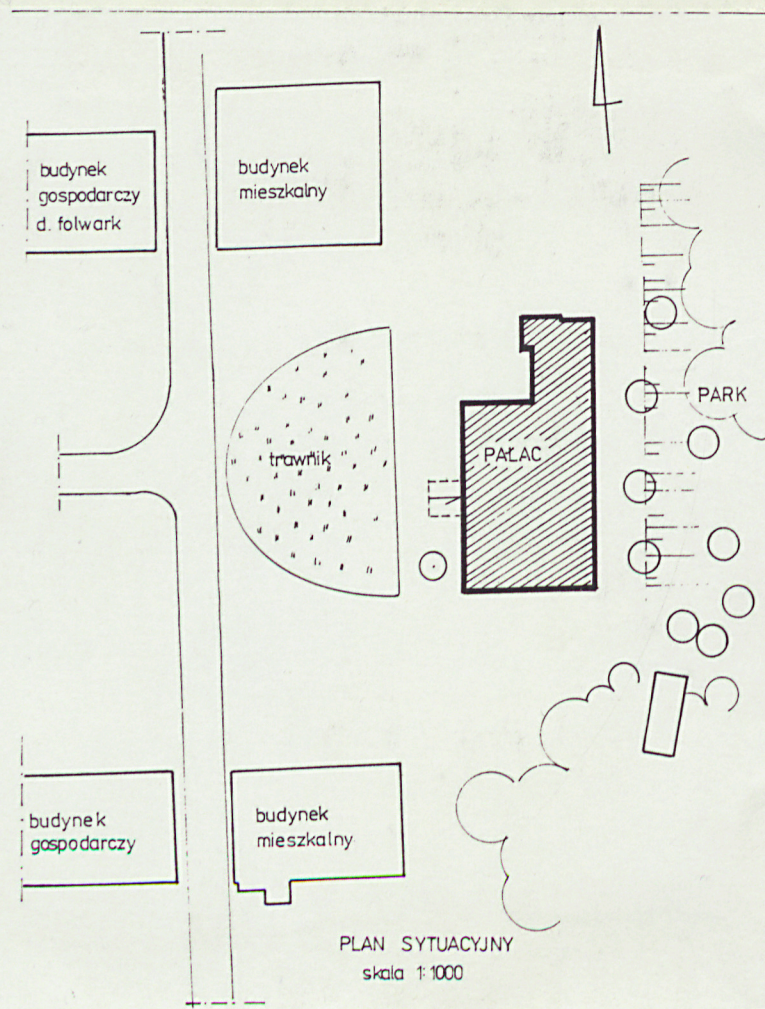 budynek
gospodarczy
d. folwark
budynek
mieszkalny
PARK
trawnik
PAŁAC
budynek
gospodarczy
budynek
mieszkalny
PLAN SYTUACYJNY
skala 1:1000